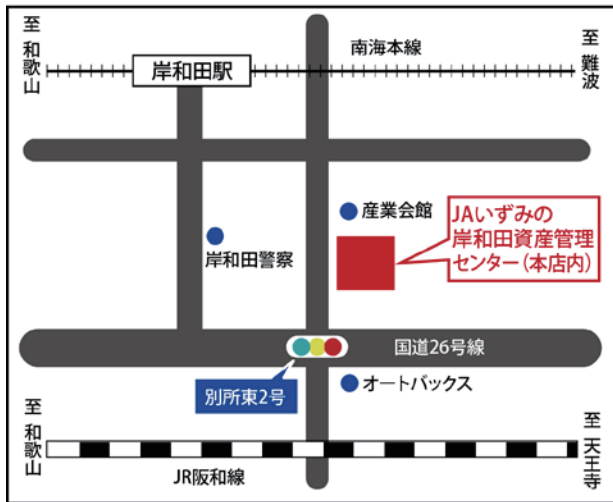 至和歌山
南海本線
至難波
岸和田駅
産業会館
JAいずみの
岸和田資産管理
センター(本店内)
岸和田警察
国道26号線
別所東2号
オートバックス
至和歌山
JR阪和線
至天王寺